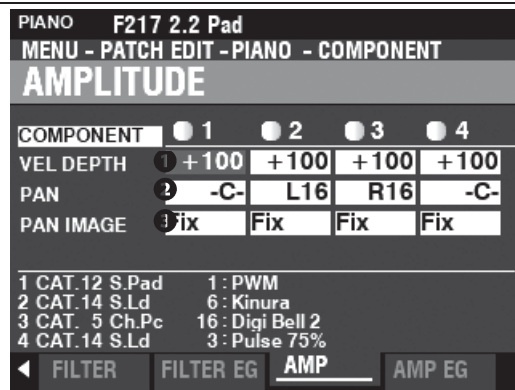 PIANO F217 2.2 Pad
MENU - PATCH EDIT - PIANO - COMPONENT
AMPLITUDE
COMPONENT 1 2 3 4
VEL DEPTH 1 +100 +100 +100 +100
PAN 2 -C- L16 R16 -C-
PAN IMAGE 3 Fix Fix Fix Fix
1 CAT.12 S.Pad 1: PWM
2 CAT.14 S.Ld 6: Kinura
3 CAT. 5 Ch.Pc 16: Digi Bell 2
4 CAT.14 S.Ld 3: Pulse 75%
FILTER FILTER EG AMP AMP EG